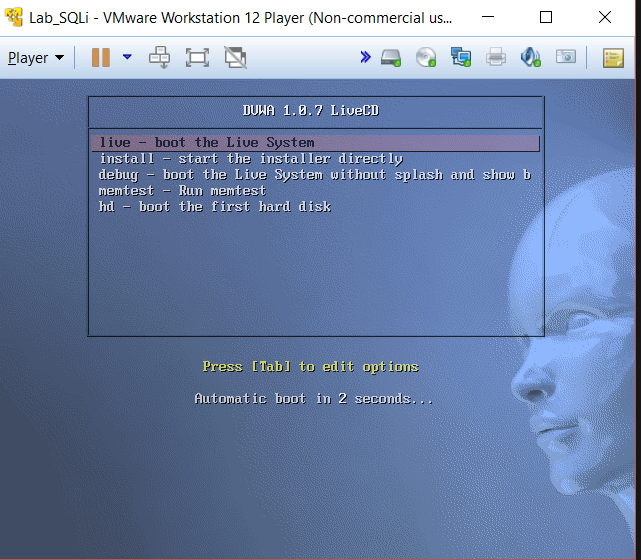 Lab_SQLi - VMware Workstation 12 Player (Non-commercial us...
Player
DVWA 1.0.7 LiveCD
live - boot the Live System
install - start the installer directly
debug - boot the Live System without splash and show b
memtest - Run memtest
hd - boot the first hard disk
Press [Tab] to edit options
Automatic boot in 2 seconds...